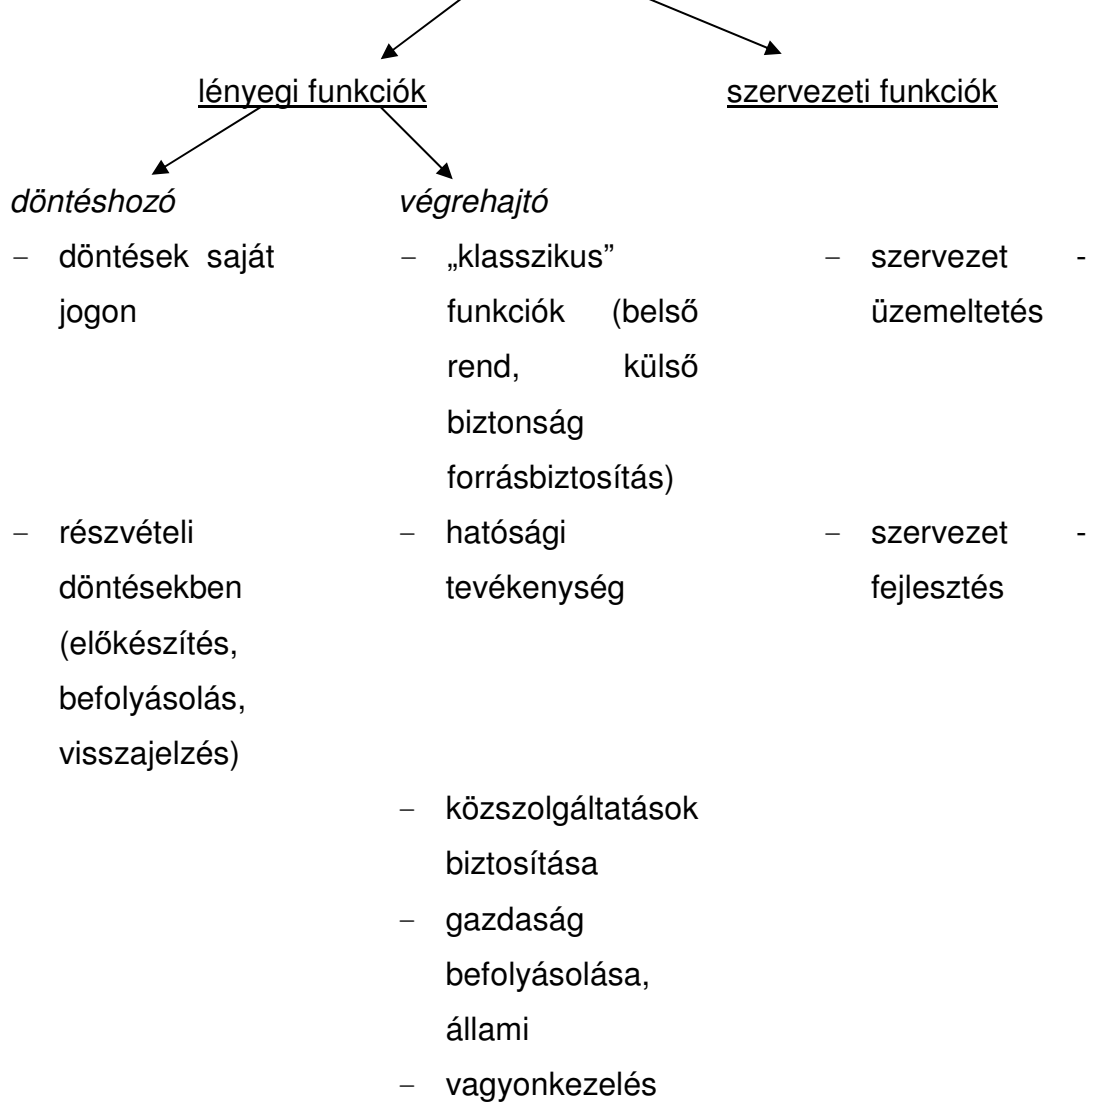 lényegi funkciók
szervezeti funkciók
döntéshozó
– döntések saját
jogon
– részvételi
döntésekben
(előkészítés,
befolyásolás,
visszajelzés)
végrehajtó
– „klasszikus”
funkciók (belső
rend, külső
biztonság
forrásbiztosítás)
– hatósági
tevékenység
– közszolgáltatások
biztosítása
– gazdaság
befolyásolása,
állami
– vagyonkezelés
– szervezet -
üzemeltetés
– szervezet -
fejlesztés